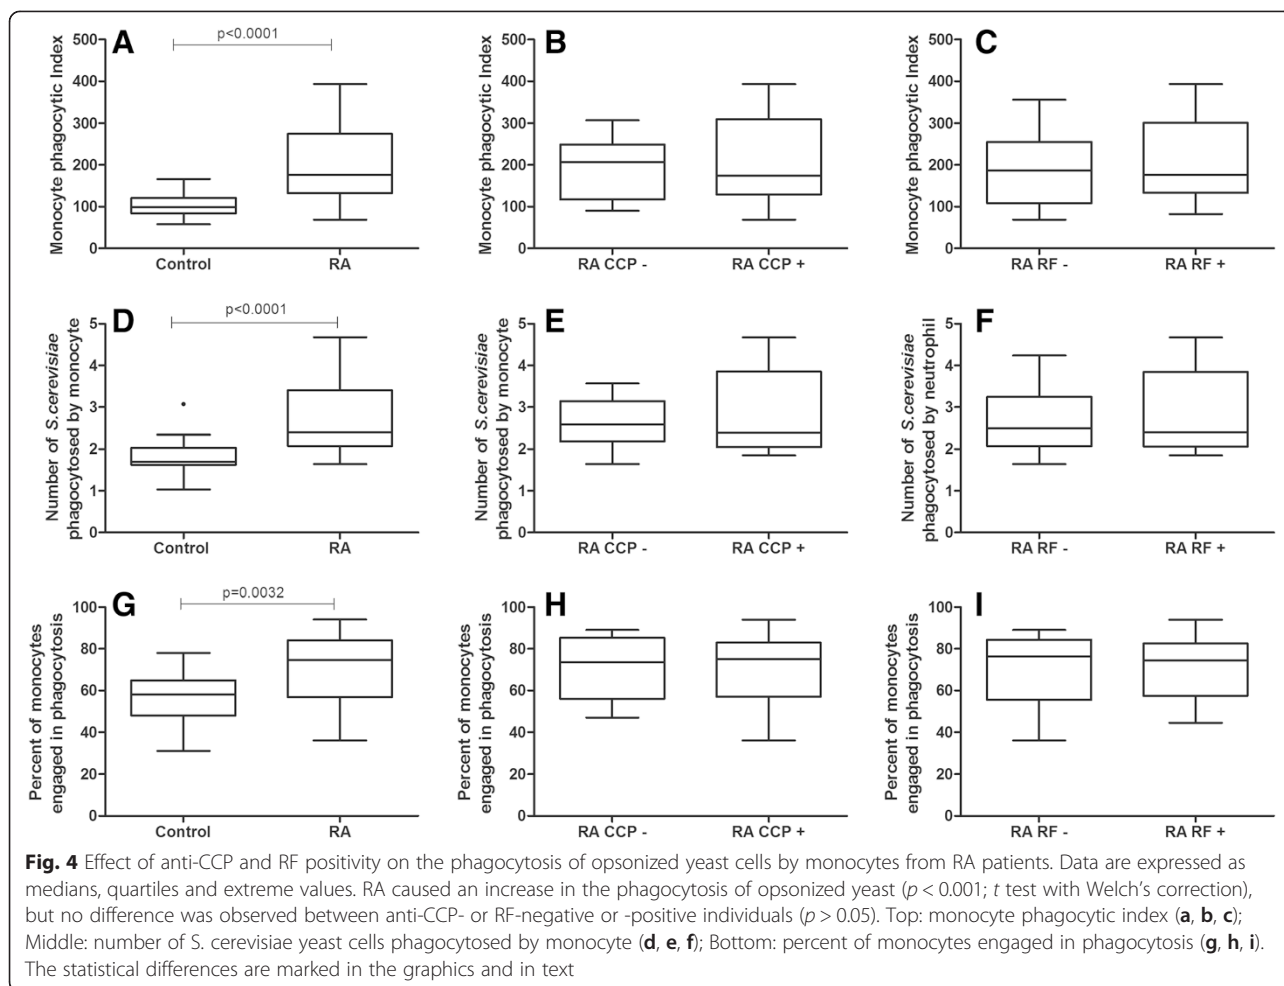 A
p<0.0001
Monocyte phagocytic Index
500
400
300
200
100
0
Control
RA
B
Monocyte phagocytic Index
500
400
300
200
100
0
RA CCP -
RA CCP +
C
Monocyte phagocytic Index
500
400
300
200
100
0
RA RF -
RA RF +
D
p<0.0001
Number of S.cerevisiae
phagocytosed by monocyte
5
4
3
2
1
0
Control
RA
E
Number of S.cerevisiae
phagocytosed by monocyte
5
4
3
2
1
0
RA CCP -
RA CCP +
F
Number of S.cerevisiae
phagocytosed by neutrophil
5
4
3
2
1
0
RA RF -
RA RF +
G
p=0.0032
Percent of monocytes
engaged in phagocytosis
100
80
60
40
20
0
Control
RA
H
Percent of monocytes
engaged in phagocytosis
100
80
60
40
20
0
RA CCP -
RA CCP +
I
Percent of monocytes
engaged in phagocytosis
100
80
60
40
20
0
RA RF -
RA RF +
Fig. 4 Effect of anti-CCP and RF positivity on the phagocytosis of opsonized yeast cells by monocytes from RA patients. Data are expressed as
medians, quartiles and extreme values. RA caused an increase in the phagocytosis of opsonized yeast (p < 0.001; t test with Welch's correction),
but no difference was observed between anti-CCP- or RF-negative or -positive individuals (p > 0.05). Top: monocyte phagocytic index (a, b, c);
Middle: number of S. cerevisiae yeast cells phagocytosed by monocyte (d, e, f); Bottom: percent of monocytes engaged in phagocytosis (g, h, i).
The statistical differences are marked in the graphics and in text